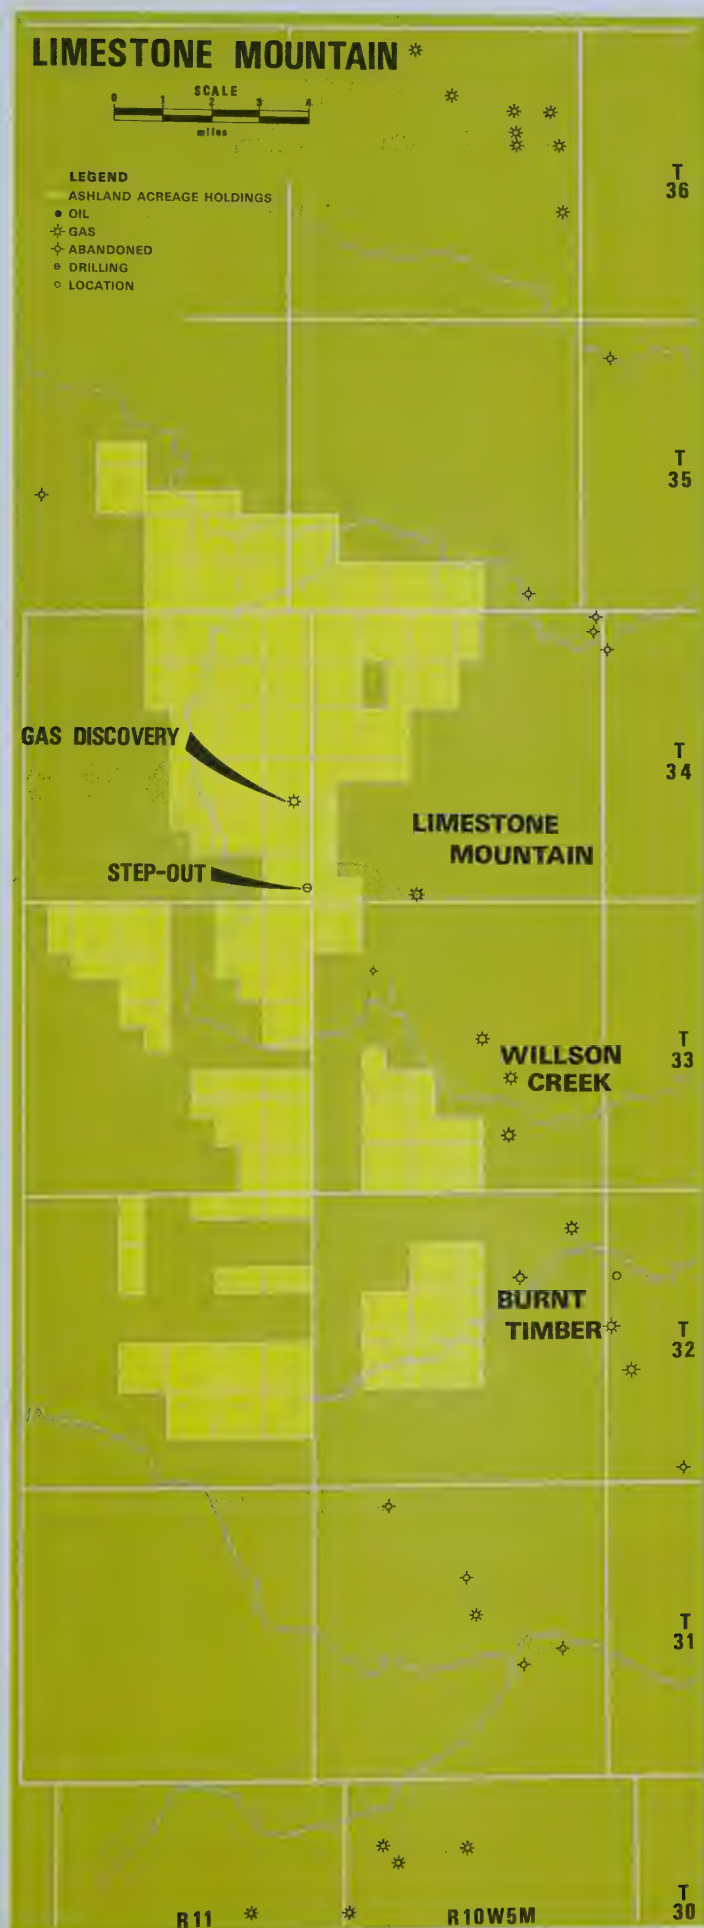 LIMESTONE MOUNTAIN
SCALE
0 1 2 3 4
miles
LEGEND
ASHLAND ACREAGE HOLDINGS
OIL
GAS
ABANDONED
DRILLING
LOCATION
T
36
T
35
GAS DISCOVERY
T
34
LIMESTONE
MOUNTAIN
STEP-OUT
WILLSON
CREEK
T
33
BURNT
TIMBER
T
32
T
31
T
30
R11
R10W5M